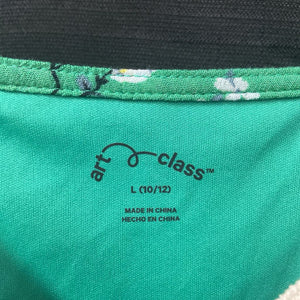 art class™
L (10/12)
MADE IN CHINA
HECHO EN CHINA